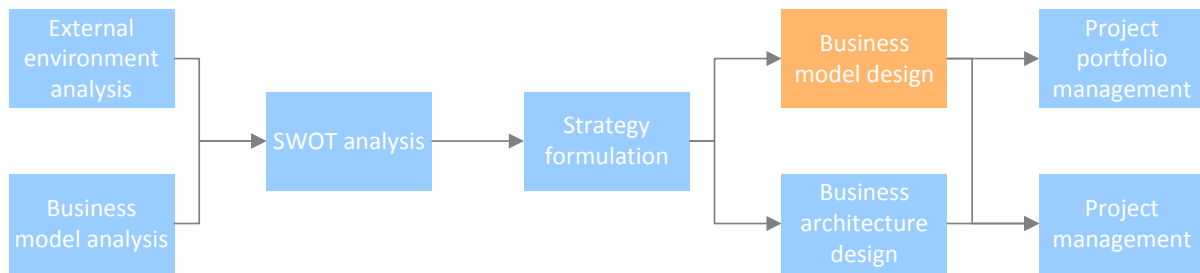 External
environment
analysis
Business
model analysis
SWOT analysis
Strategy
formulation
Business
model design
Business
architecture
design
Project
portfolio
management
Project
management